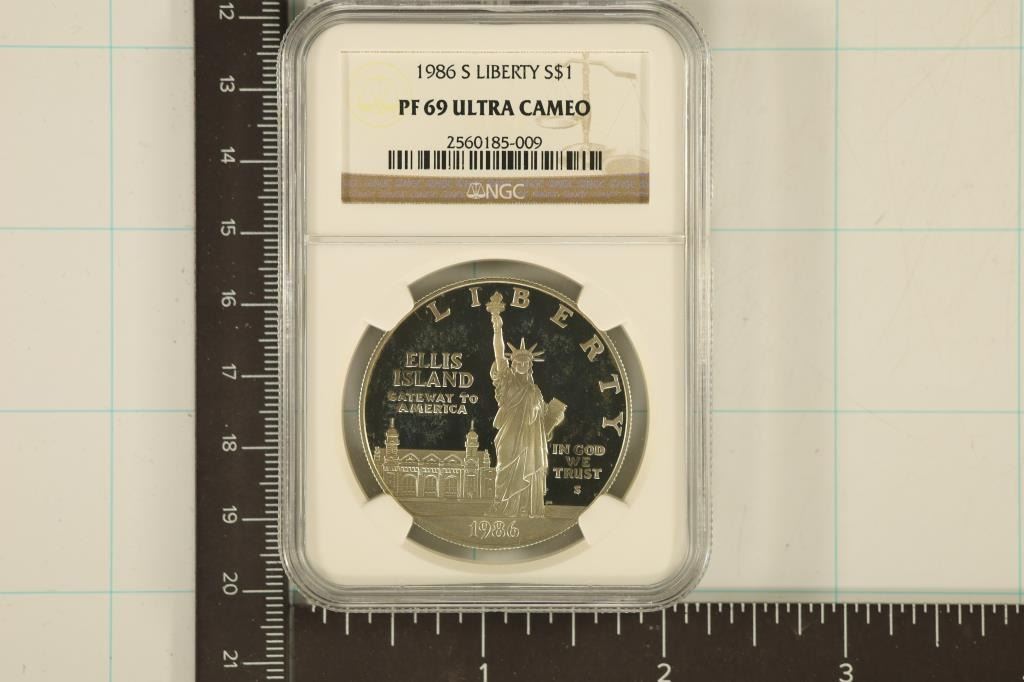 1986 S LIBERTY S$1
PF 69 ULTRA CAMEO
2560185-009
NGC
LIBERTY
ELLIS
ISLAND
GATEWAY TO
AMERICA
IN GOD
WE
TRUST
S
1986
12
13
14
15
16
17
18
19
20
21
1 2 3